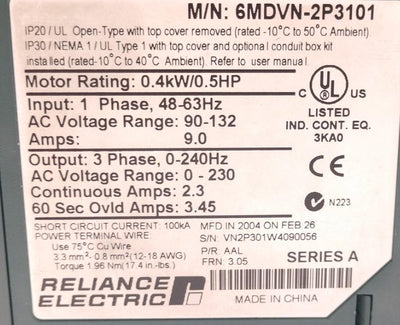 M/N: 6MDVN-2P3101
IP20 / UL Open-Type with top cover removed (rated -10°C to 50°C Ambient).
IP30 / NEMA 1 / UL Type 1 with top cover and optional conduit box kit
installed (rated -10°C to 40°C Ambient). Refer to user manual
Motor Rating: 0.4kW/0.5HP
Input: 1 Phase, 48-63Hz
AC Voltage Range: 90-132
Amps: 9.0
C UL US
LISTED
IND. CONT. EQ.
3KA0
Output: 3 Phase, 0-240Hz
AC Voltage Range: 0 - 230
Continuous Amps: 2.3
60 Sec Ovld Amps: 3.45
N223
SHORT CIRCUIT CURRENT: 100kA
POWER TERMINAL WIRE:
Use 75°C Cu Wire
3.3 mm²- 0.8 mm²(12-18 AWG)
Torque 1.96 Nm(17.4 in.-lbs.)
MFD IN 2004 ON FEB 26
S/N: VN2P301W4090056
P/R: AAL
FRN: 3.05
SERIES A
RELIANCE
ELECTRIC
MADE IN CHINA